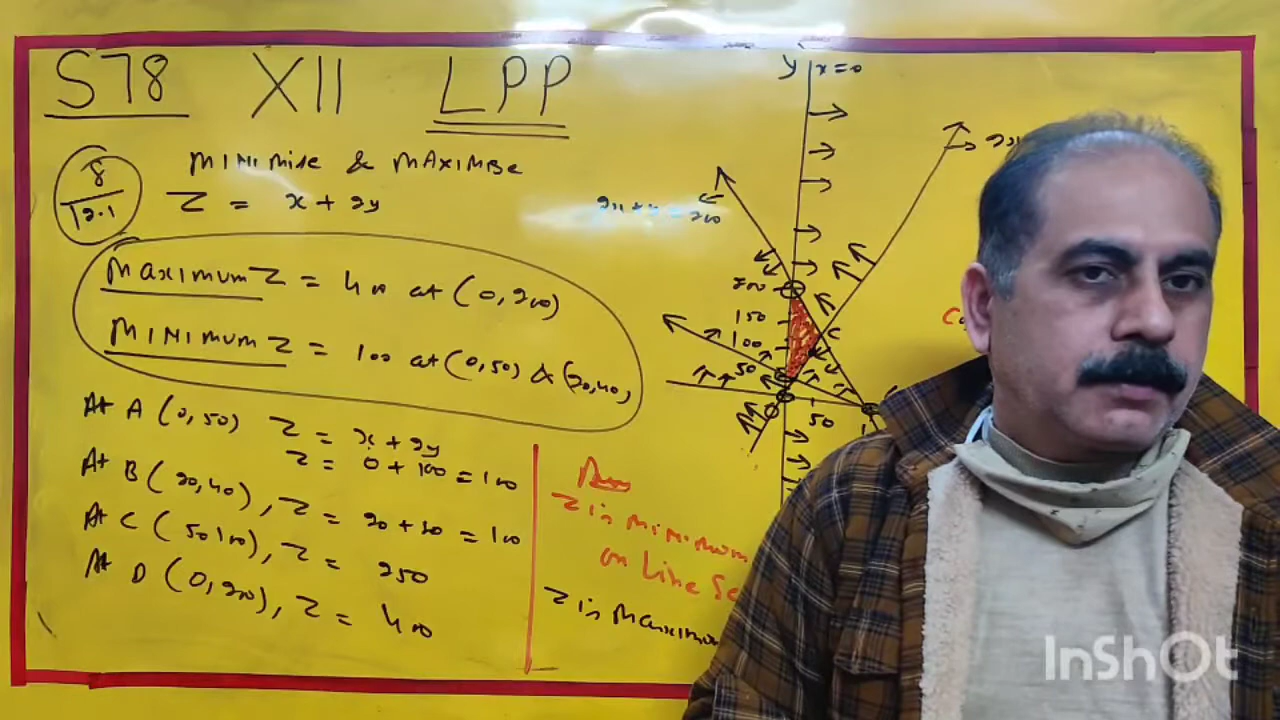 S78 XII LPP
8
12.1
MINIMISE & MAXIMISE
Z = x + 2y
MAXIMUM Z = 400 at (0, 200)
MINIMUM Z = 100 at (0, 50) & (20, 40)
At A (0, 50) Z = x + 2y
Z = 0 + 100 = 100
At B (20, 40), Z = 20 + 80 = 100
At C (50, 100), Z = 250
At D (0, 200), Z = 400
Z is MINIMUM
on Line Se
Z is Maximum
y x = 0
2x + y = 200
200
150
100
50
C
50
InShOt